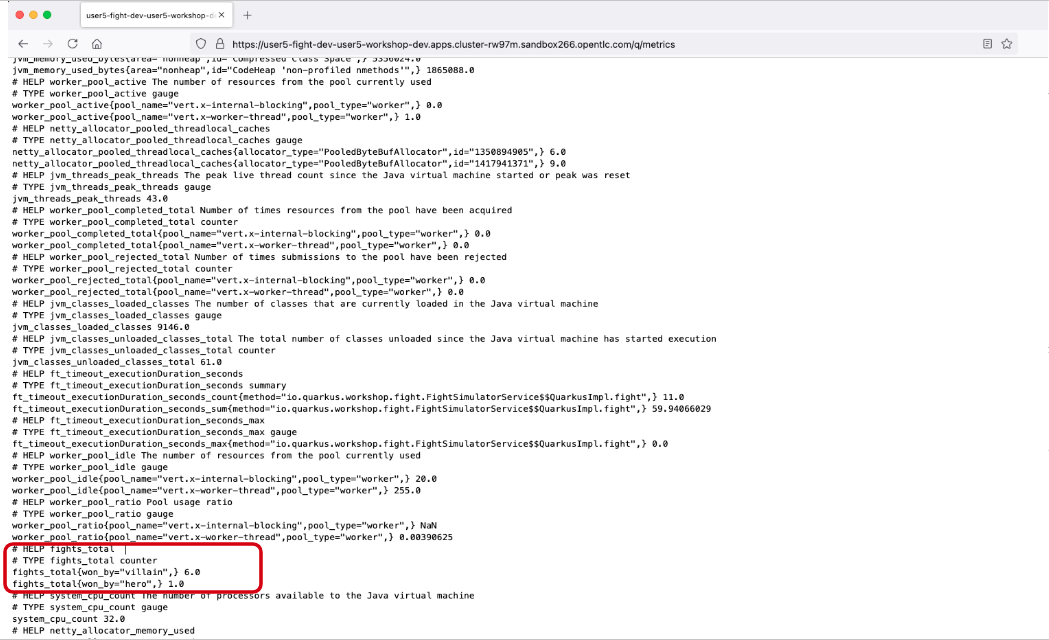 user5-fight-dev-user5-workshop-de
https://user5-fight-dev-user5-workshop-dev.apps.cluster-rw97m.sandbox266.opentlc.com/q/metrics
jvm_memory_used_bytes{area="nonheap",id="Compressed Class Space",} 5356024.0
jvm_memory_used_bytes{area="nonheap",id="CodeHeap 'non-profiled nmethods'",} 1865088.0
# HELP worker_pool_active The number of resources from the pool currently used
# TYPE worker_pool_active gauge
worker_pool_active{pool_name="vert.x-internal-blocking",pool_type="worker",} 0.0
worker_pool_active{pool_name="vert.x-worker-thread",pool_type="worker",} 1.0
# HELP netty_allocator_pooled_threadlocal_caches
# TYPE netty_allocator_pooled_threadlocal_caches gauge
netty_allocator_pooled_threadlocal_caches{allocator_type="PooledByteBufAllocator",id="1350894905",} 6.0
netty_allocator_pooled_threadlocal_caches{allocator_type="PooledByteBufAllocator",id="1417941371",} 9.0
# HELP jvm_threads_peak_threads The peak live thread count since the Java virtual machine started or peak was reset
# TYPE jvm_threads_peak_threads gauge
jvm_threads_peak_threads 43.0
# HELP worker_pool_completed_total Number of times resources from the pool have been acquired
# TYPE worker_pool_completed_total counter
worker_pool_completed_total{pool_name="vert.x-internal-blocking",pool_type="worker",} 0.0
worker_pool_completed_total{pool_name="vert.x-worker-thread",pool_type="worker",} 0.0
# HELP worker_pool_rejected_total Number of times submissions to the pool have been rejected
# TYPE worker_pool_rejected_total counter
worker_pool_rejected_total{pool_name="vert.x-internal-blocking",pool_type="worker",} 0.0
worker_pool_rejected_total{pool_name="vert.x-worker-thread",pool_type="worker",} 0.0
# HELP jvm_classes_loaded_classes The number of classes that are currently loaded in the Java virtual machine
# TYPE jvm_classes_loaded_classes gauge
jvm_classes_loaded_classes 9146.0
# HELP jvm_classes_unloaded_classes_total The total number of classes unloaded since the Java virtual machine has started execution
# TYPE jvm_classes_unloaded_classes_total counter
jvm_classes_unloaded_classes_total 61.0
# HELP ft_timeout_executionDuration_seconds
# TYPE ft_timeout_executionDuration_seconds summary
ft_timeout_executionDuration_seconds_count{method="io.quarkus.workshop.fight.FightSimulatorService$$QuarkusImpl.fight",} 11.0
ft_timeout_executionDuration_seconds_sum{method="io.quarkus.workshop.fight.FightSimulatorService$$QuarkusImpl.fight",} 59.94066029
# HELP ft_timeout_executionDuration_seconds_max
# TYPE ft_timeout_executionDuration_seconds_max gauge
ft_timeout_executionDuration_seconds_max{method="io.quarkus.workshop.fight.FightSimulatorService$$QuarkusImpl.fight",} 0.0
# HELP worker_pool_idle The number of resources from the pool currently used
# TYPE worker_pool_idle gauge
worker_pool_idle{pool_name="vert.x-internal-blocking",pool_type="worker",} 20.0
worker_pool_idle{pool_name="vert.x-worker-thread",pool_type="worker",} 255.0
# HELP worker_pool_ratio Pool usage ratio
# TYPE worker_pool_ratio gauge
worker_pool_ratio{pool_name="vert.x-internal-blocking",pool_type="worker",} NaN
worker_pool_ratio{pool_name="vert.x-worker-thread",pool_type="worker",} 0.00390625
# HELP fights_total
# TYPE fights_total counter
fights_total{won_by="villain",} 6.0
fights_total{won_by="hero",} 1.0
# HELP system_cpu_count The number of processors available to the Java virtual machine
# TYPE system_cpu_count gauge
system_cpu_count 32.0
# HELP netty_allocator_memory_used